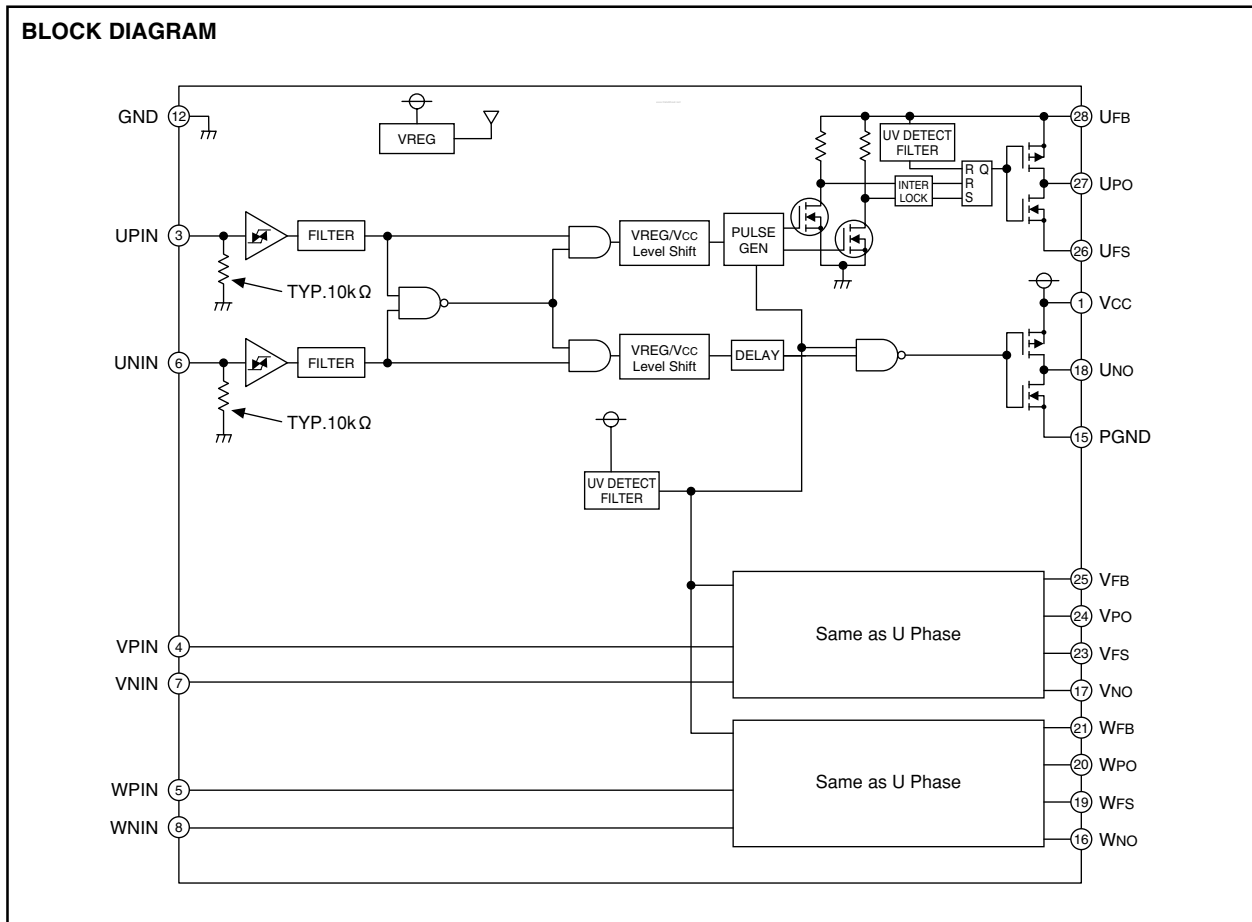 BLOCK DIAGRAM
GND 12
VREG
UV DETECT
FILTER
28 UFB
R Q
R
S
INTER
LOCK
27 UPO
UPIN 3
FILTER
VREG/VCC
Level Shift
PULSE
GEN
26 UFS
TYP.10kΩ
1 VCC
UNIN 6
FILTER
VREG/VCC
Level Shift
DELAY
18 UNO
TYP.10kΩ
15 PGND
UV DETECT
FILTER
25 VFB
24 VPO
Same as U Phase
VPIN 4
23 VFS
VNIN 7
17 VNO
21 WFB
20 WPO
Same as U Phase
WPIN 5
19 WFS
WNIN 8
16 WNO